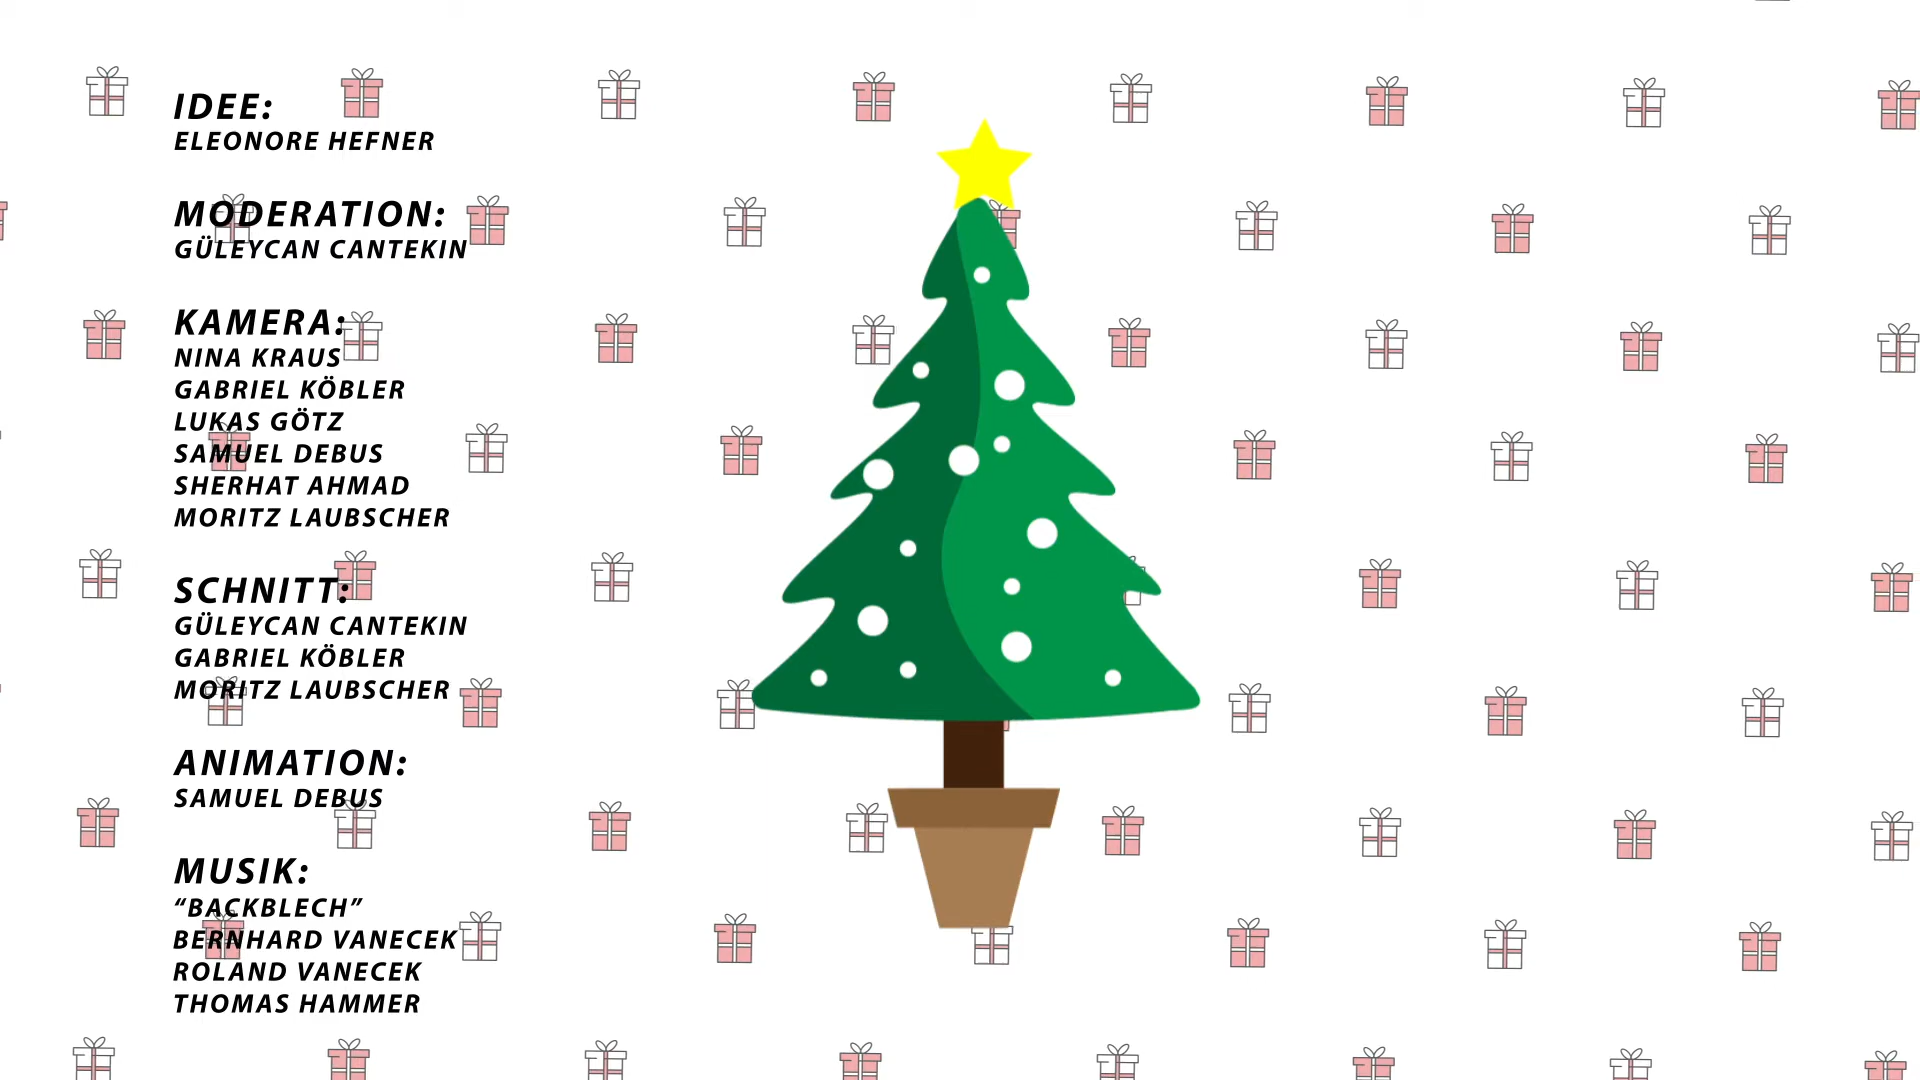 IDEE:
ELEONORE HEFNER
MODERATION:
GÜLEYCAN CANTEKIN
KAMERA:
NINA KRAUS
GABRIEL KÖBLER
LUKAS GÖTZ
SAMUEL DEBUS
SHERHAT AHMAD
MORITZ LAUBSCHER
SCHNITT:
GÜLEYCAN CANTEKIN
GABRIEL KÖBLER
MORITZ LAUBSCHER
ANIMATION:
SAMUEL DEBUS
MUSIK:
“BACKBLECH”
BERNHARD VANECEK
ROLAND VANECEK
THOMAS HAMMER